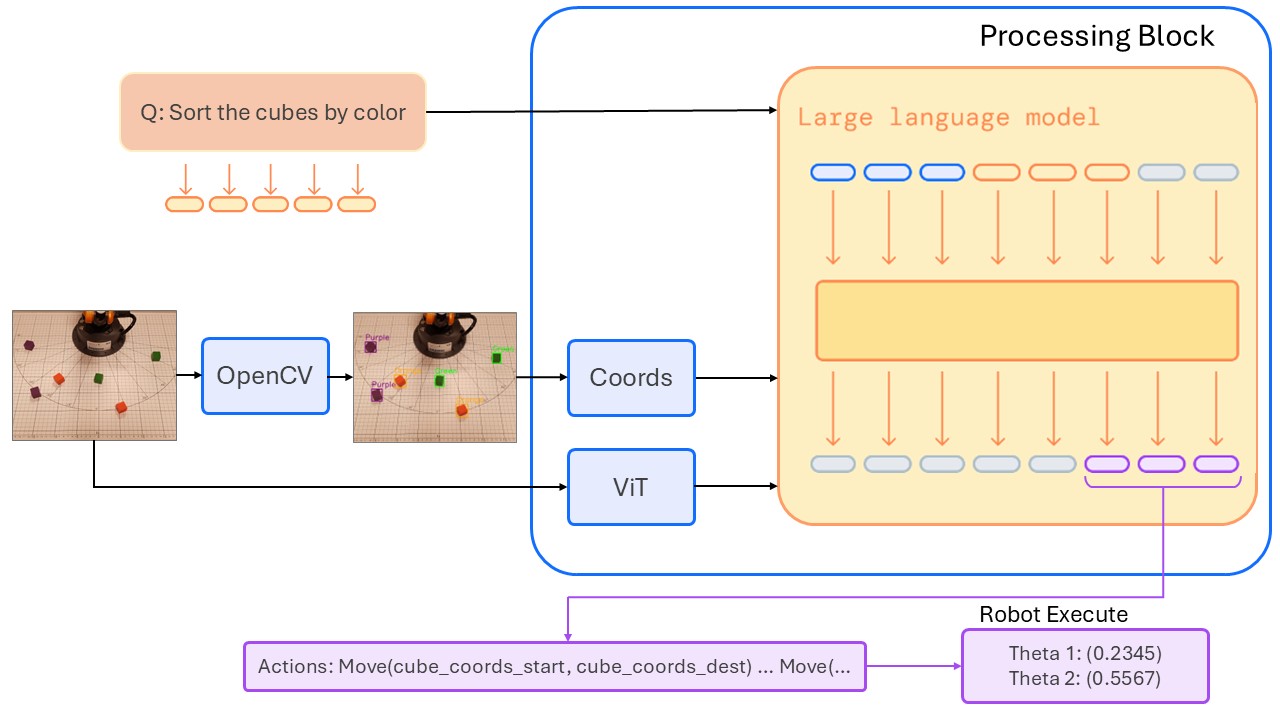 Processing Block
Q: Sort the cubes by color
Large language model
OpenCV
Purple
Green
Green
Purple
Coords
ViT
Robot Execute
Actions: Move(cube_coords_start, cube_coords_dest) ... Move(...
Theta 1: (0.2345)
Theta 2: (0.5567)